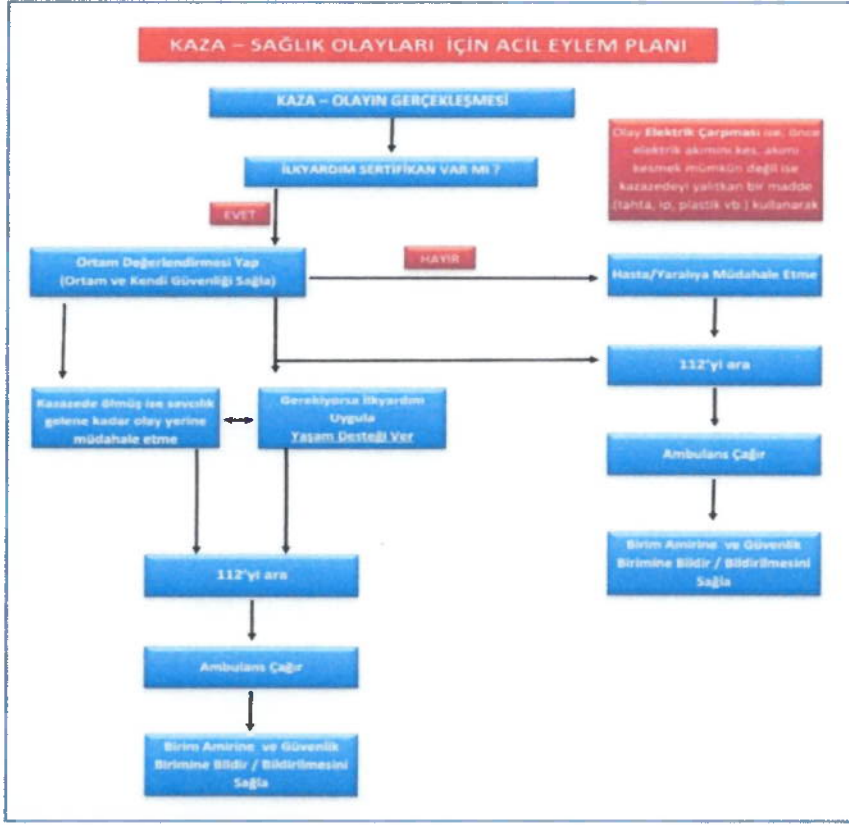 KAZA – SAĞLIK OLAYLARI İÇİN ACİL EYLEM PLANI
KAZA – OLAYIN GERÇEKLEŞMESİ
İLKYARDIM SERTİFİKAN VAR MI ?
Olay Elektrik Çarpması ise, önce
elektrik akımını kes, akımı
kesmek mümkün değil ise
kazazedeyi yalıtkan bir madde
(tahta, ip, plastik vb.) kullanarak
EVET
HAYIR
Ortam Değerlendirmesi Yap
(Ortam ve Kendi Güvenliği Sağla)
Hasta/Yaralıya Müdahale Etme
112'yi ara
Kazazede ölmüş ise savcılık
gelene kadar olay yerine
müdahale etme
Gerekiyorsa İlkyardım
Uygula
Yaşam Desteği Ver
Ambulans Çağır
Birim Amirine ve Güvenlik
Birimine Bildir / Bildirilmesini
Sağla
112'yi ara
Ambulans Çağır
Birim Amirine ve Güvenlik
Birimine Bildir / Bildirilmesini
Sağla